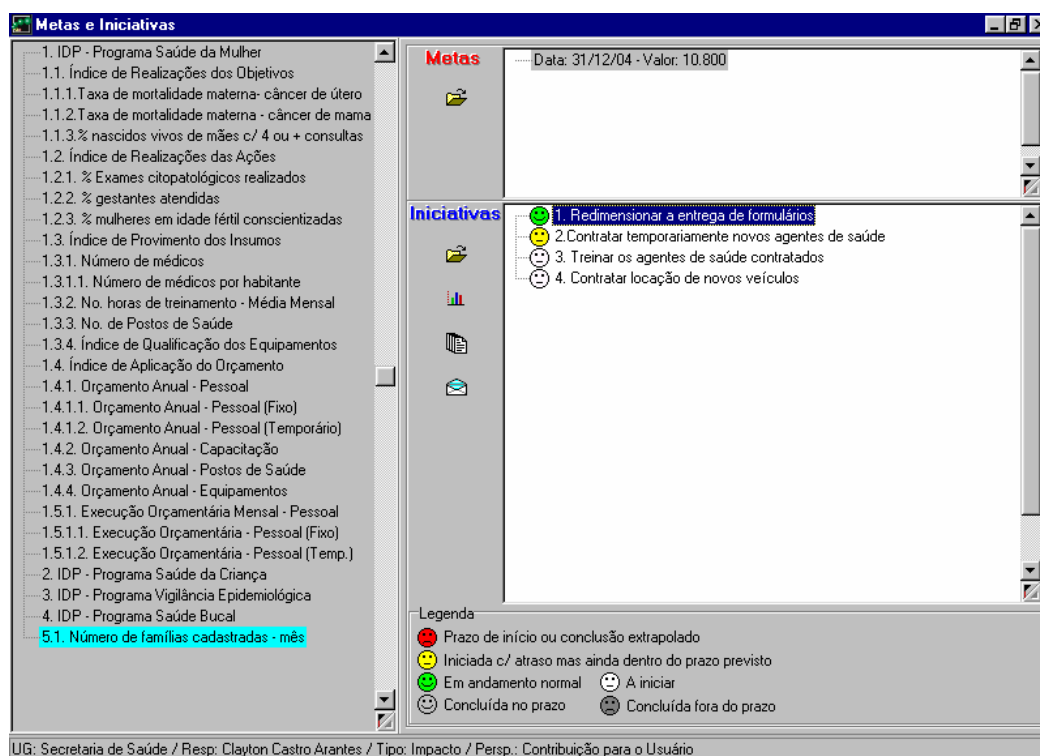 Metas e Iniciativas
1. IDP - Programa Saúde da Mulher
1.1. Índice de Realizações dos Objetivos
1.1.1.Taxa de mortalidade materna- câncer de útero
1.1.2.Taxa de mortalidade materna - câncer de mama
1.1.3.% nascidos vivos de mães c/ 4 ou + consultas
1.2. Índice de Realizações das Ações
1.2.1. % Exames citopatológicos realizados
1.2.2. % gestantes atendidas
1.2.3. % mulheres em idade fértil conscientizadas
1.3. Índice de Provimento dos Insumos
1.3.1. Número de médicos
1.3.1.1. Número de médicos por habitante
1.3.2. No. horas de treinamento - Média Mensal
1.3.3. No. de Postos de Saúde
1.3.4. Índice de Qualificação dos Equipamentos
1.4. Índice de Aplicação do Orçamento
1.4.1. Orçamento Anual - Pessoal
1.4.1.1. Orçamento Anual - Pessoal (Fixo)
1.4.1.2. Orçamento Anual - Pessoal (Temporário)
1.4.2. Orçamento Anual - Capacitação
1.4.3. Orçamento Anual - Postos de Saúde
1.4.4. Orçamento Anual - Equipamentos
1.5.1. Execução Orçamentária Mensal - Pessoal
1.5.1.1. Execução Orçamentária - Pessoal (Fixo)
1.5.1.2. Execução Orçamentária - Pessoal (Temp.)
2. IDP - Programa Saúde da Criança
3. IDP - Programa Vigilância Epidemiológica
4. IDP - Programa Saúde Bucal
5.1. Número de famílias cadastradas - mês
Metas
Data: 31/12/04 - Valor: 10.800
Iniciativas
1. Redimensionar a entrega de formulários
2.Contratar temporariamente novos agentes de saúde
3. Treinar os agentes de saúde contratados
4. Contratar locação de novos veículos
Legenda
Prazo de início ou conclusão extrapolado
Iniciada c/ atraso mas ainda dentro do prazo previsto
Em andamento normal A iniciar
Concluída no prazo Concluída fora do prazo
UG: Secretaria de Saúde / Resp: Clayton Castro Arantes / Tipo: Impacto / Persp.: Contribuição para o Usuário